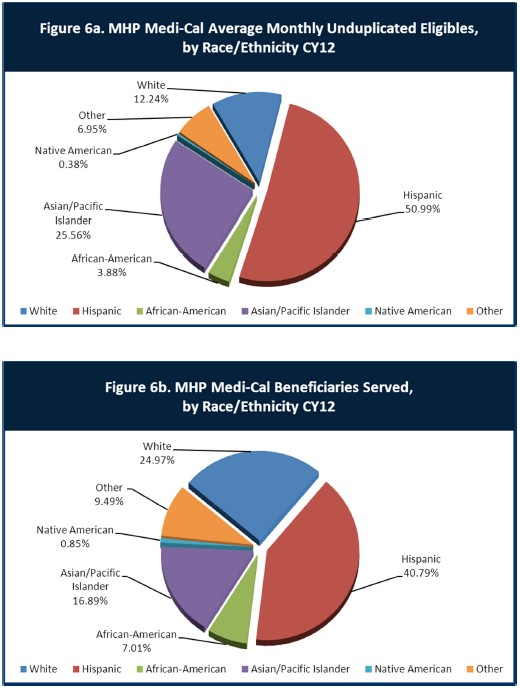 Figure 6a. MHP Medi-Cal Average Monthly Unduplicated Eligibles,
by Race/Ethnicity CY12
White
12.24%
Other
6.95%
Native American
0.38%
Asian/Pacific
Islander
25.56%
African-American
3.88%
Hispanic
50.99%
White Hispanic African-American Asian/Pacific Islander Native American Other
Figure 6b. MHP Medi-Cal Beneficiaries Served,
by Race/Ethnicity CY12
White
24.97%
Other
9.49%
Native American
0.85%
Asian/Pacific
Islander
16.89%
African-American
7.01%
Hispanic
40.79%
White Hispanic African-American Asian/Pacific Islander Native American Other